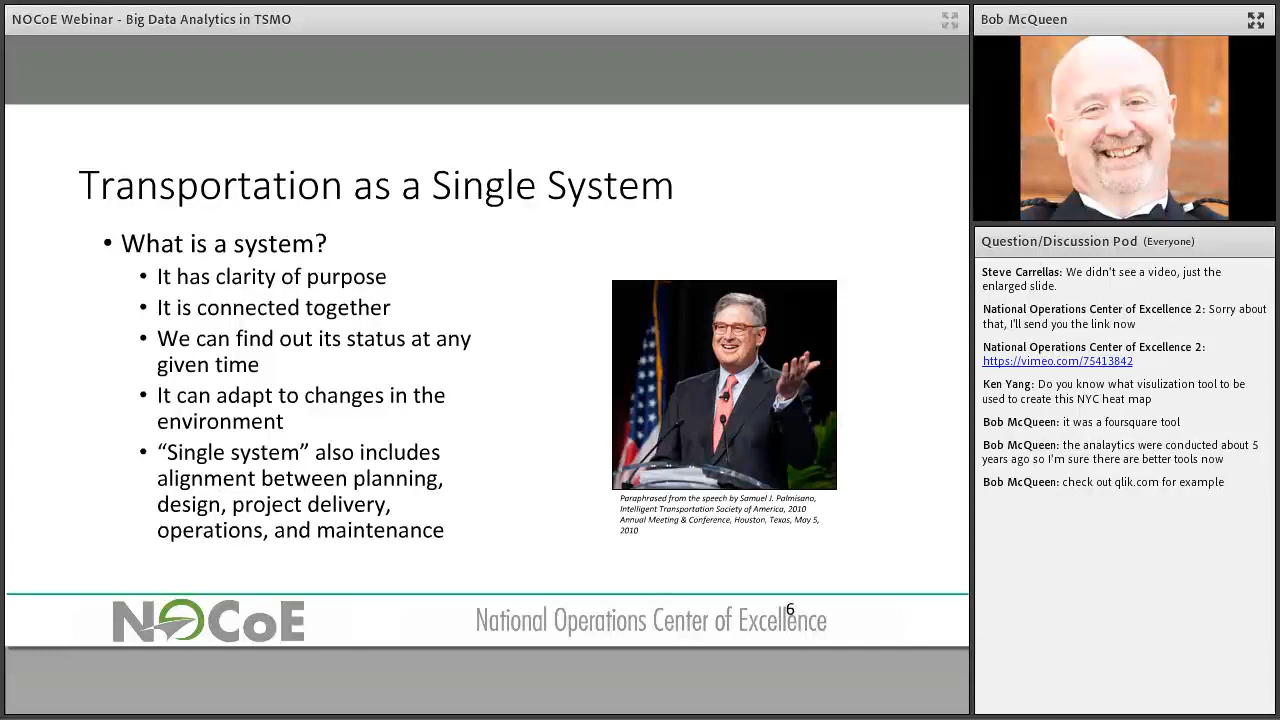 NOCoE Webinar - Big Data Analytics in TSMO
Transportation as a Single System
• What is a system?
• It has clarity of purpose
• It is connected together
• We can find out its status at any
given time
• It can adapt to changes in the
environment
• “Single system” also includes
alignment between planning,
design, project delivery,
operations, and maintenance
Paraphrased from the speech by Samuel J. Palmisano,
Intelligent Transportation Society of America, 2010
Annual Meeting & Conference, Houston, Texas, May 5,
2010
NOCoE
National Operations Center of Excellence
6
Bob McQueen
Question/Discussion Pod (Everyone)
Steve Carrellas: We didn't see a video, just the
enlarged slide.
National Operations Center of Excellence 2: Sorry about
that, I'll send you the link now
National Operations Center of Excellence 2:
https://vimeo.com/75413842
Ken Yang: Do you know what visulization tool to be
used to create this NYC heat map
Bob McQueen: it was a foursquare tool
Bob McQueen: the analaytics were conducted about 5
years ago so I'm sure there are better tools now
Bob McQueen: check out qlik.com for example